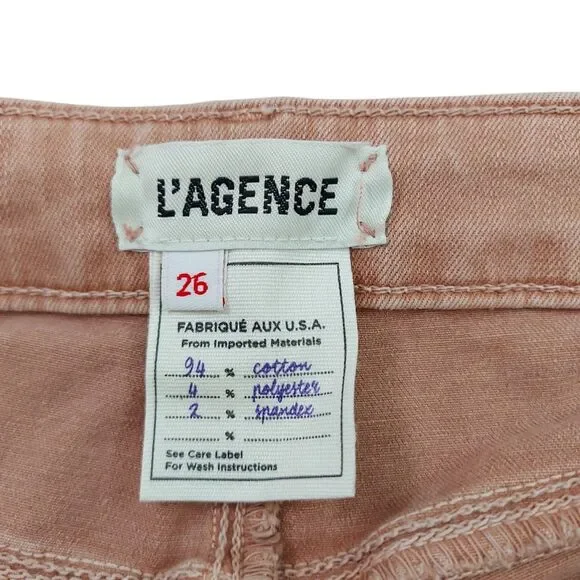 L'AGENCE
26
FABRIQUÉ AUX U.S.A.
From Imported Materials
94 % cotton
4 % polyester
2 % spandex
%
See Care Label
For Wash Instructions